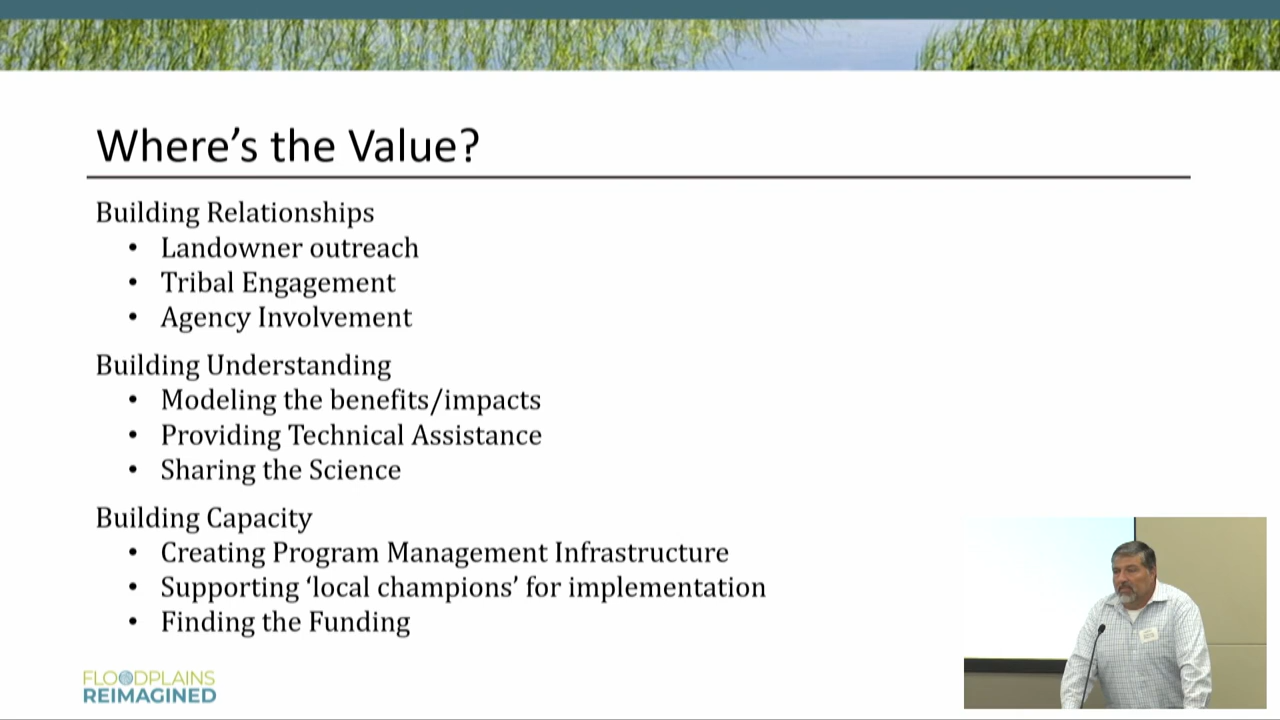 Where's the Value?
Building Relationships
• Landowner outreach
• Tribal Engagement
• Agency Involvement
Building Understanding
• Modeling the benefits/impacts
• Providing Technical Assistance
• Sharing the Science
Building Capacity
• Creating Program Management Infrastructure
• Supporting ‘local champions’ for implementation
• Finding the Funding
FLOODPLAINS
REIMAGINED